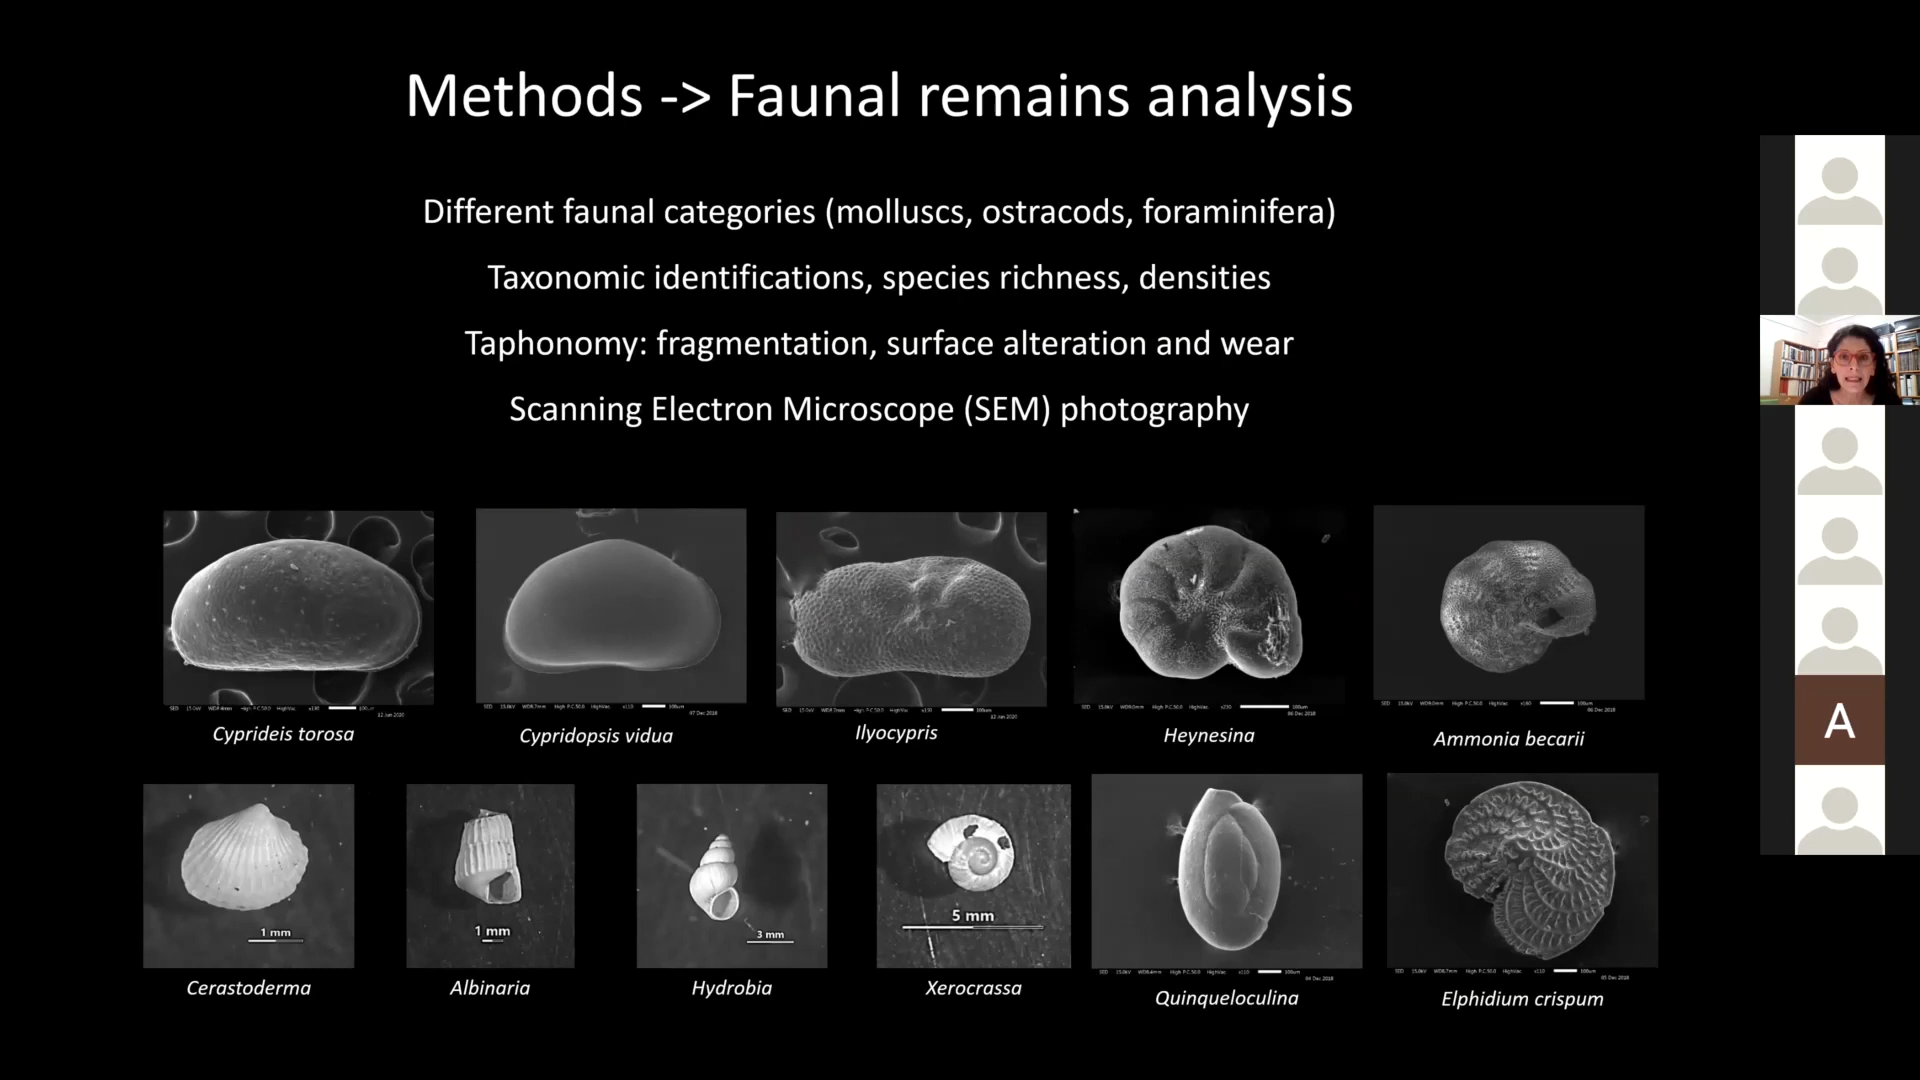 Methods -> Faunal remains analysis
Different faunal categories (molluscs, ostracods, foraminifera)
Taxonomic identifications, species richness, densities
Taphonomy: fragmentation, surface alteration and wear
Scanning Electron Microscope (SEM) photography
A
Cyprideis torosa
Cypridopsis vidua
Ilyocypris
Heynesina
Ammonia becarii
1 mm
1 mm
3 mm
5 mm
Cerastoderma
Albinaria
Hydrobia
Xerocrassa
Quinqueloculina
Elphidium crispum